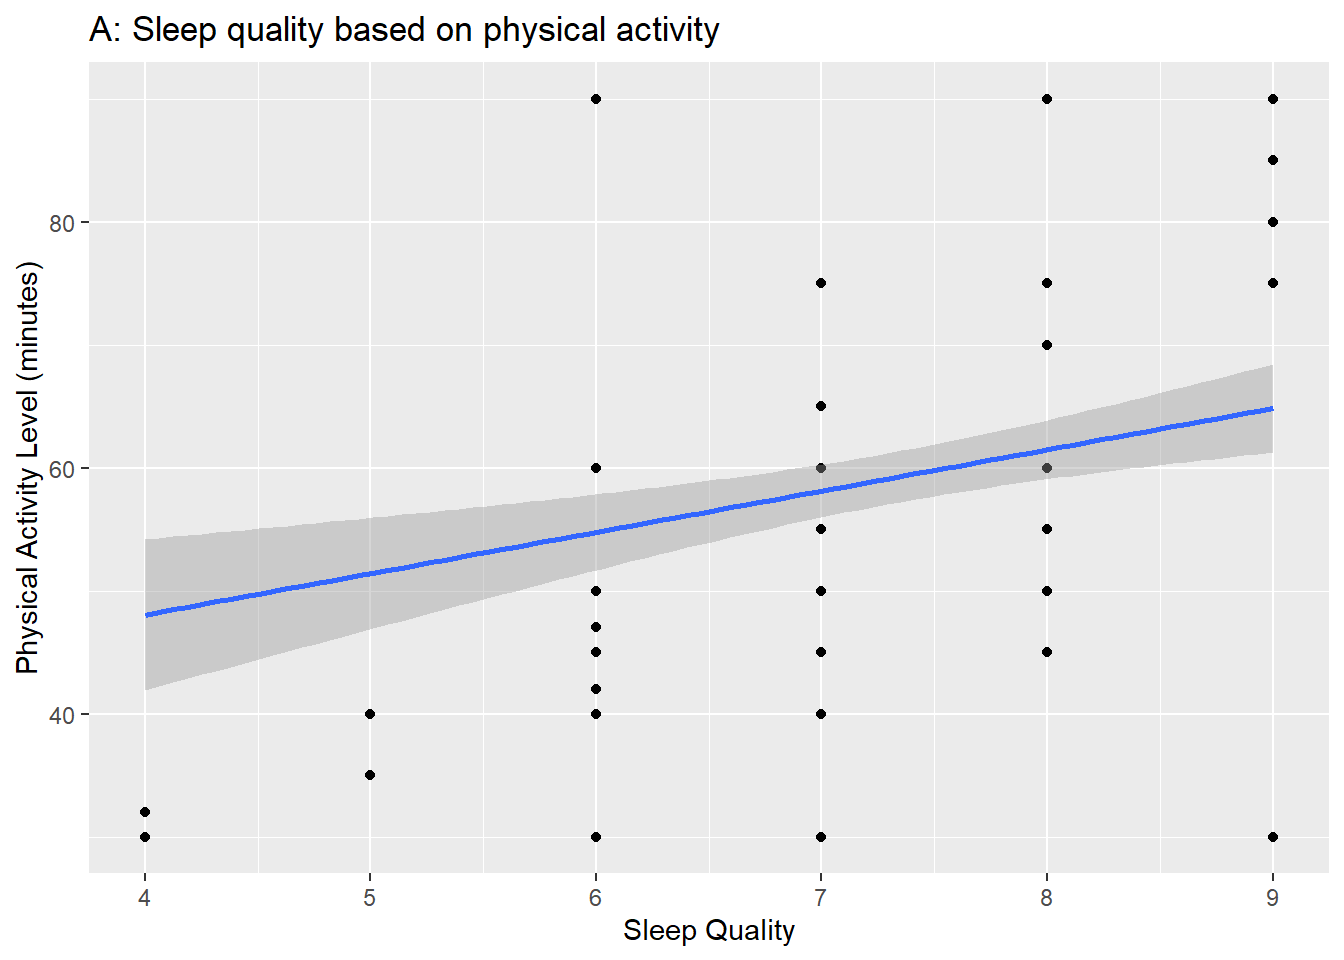 A: Sleep quality based on physical activity
Physical Activity Level (minutes)
80
60
40
4 5 6 7 8 9
Sleep Quality